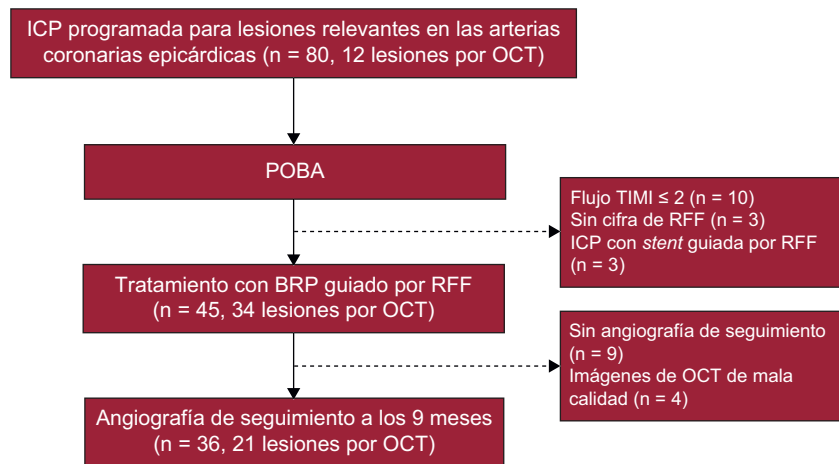 ICP programada para lesiones relevantes en las arterias
coronarias epicárdicas (n = 80, 12 lesiones por OCT)
POBA
Flujo TIMI ≤ 2 (n = 10)
Sin cifra de RFF (n = 3)
ICP con stent guiada por RFF
(n = 3)
Tratamiento con BRP guiado por RFF
(n = 45, 34 lesiones por OCT)
Sin angiografía de seguimiento
(n = 9)
Imágenes de OCT de mala
calidad (n = 4)
Angiografía de seguimiento a los 9 meses
(n = 36, 21 lesiones por OCT)